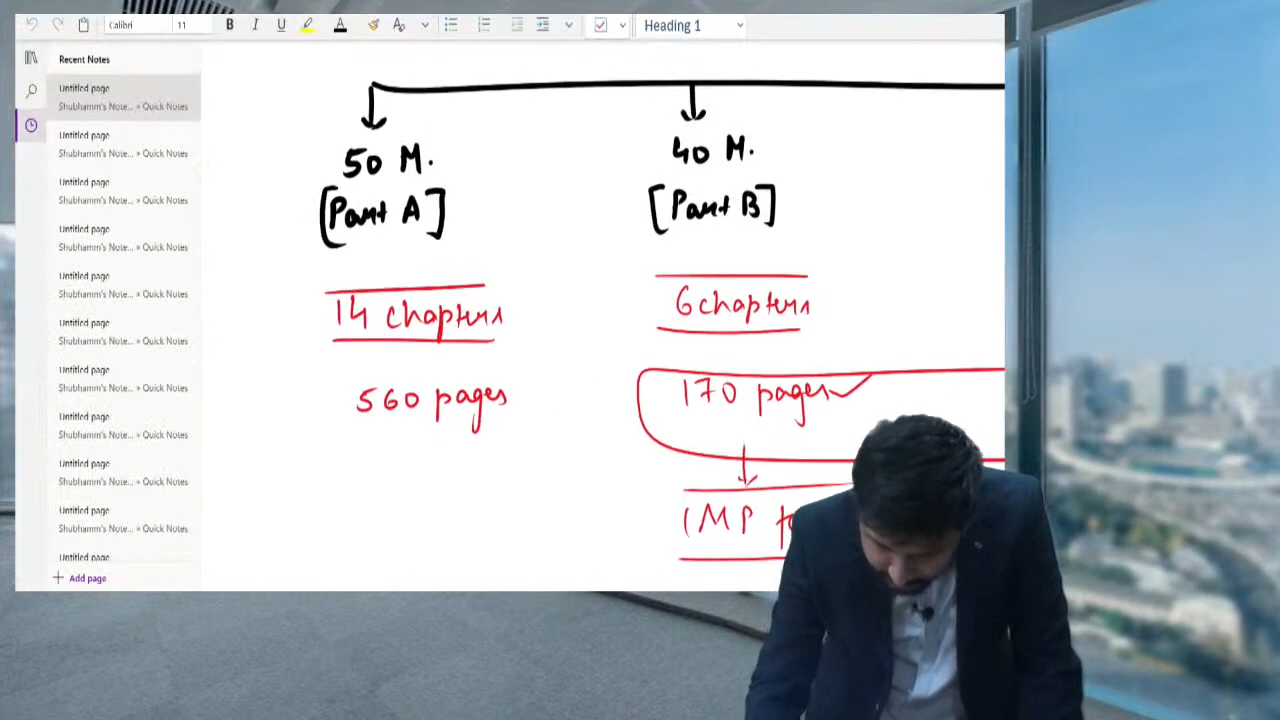 Calibri 11 B I U A A Heading 1
Recent Notes
Untitled page
Shubhamm's Note... » Quick Notes
Untitled page
Shubhamm's Note... » Quick Notes
Untitled page
Shubhamm's Note... » Quick Notes
Untitled page
Shubhamm's Note... » Quick Notes
Untitled page
Shubhamm's Note... » Quick Notes
Untitled page
Shubhamm's Note... » Quick Notes
Untitled page
Shubhamm's Note... » Quick Notes
Untitled page
Shubhamm's Note... » Quick Notes
Untitled page
Shubhamm's Note... » Quick Notes
Untitled page
Shubhamm's Note... » Quick Notes
Untitled page
Add page
50 M.
[Part A]
14 chapters
560 pages
40 M.
[Part B]
6 chapters
170 pages
IMP